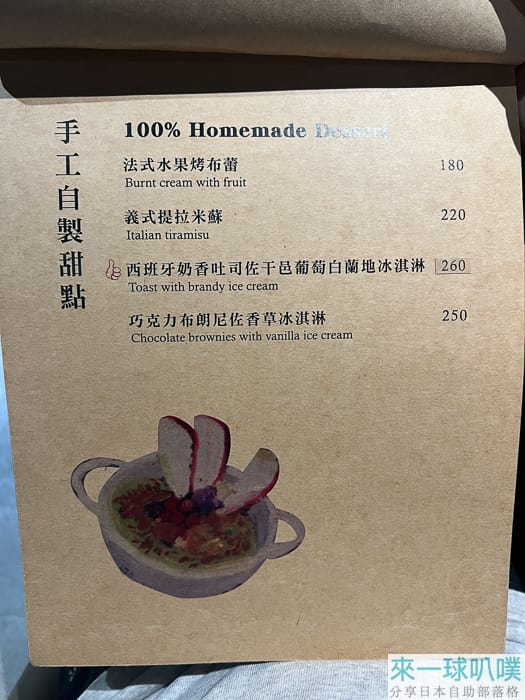 手工自製甜點
100% Homemade Dessert
法式水果烤布蕾 180
Burnt cream with fruit
義式提拉米蘇 220
Italian tiramisu
西班牙奶香吐司佐干邑葡萄白蘭地冰淇淋 260
Toast with brandy ice cream
巧克力布朗尼佐香草冰淇淋 250
Chocolate brownies with vanilla ice cream
來一球叭噗
分享日本自助部落格